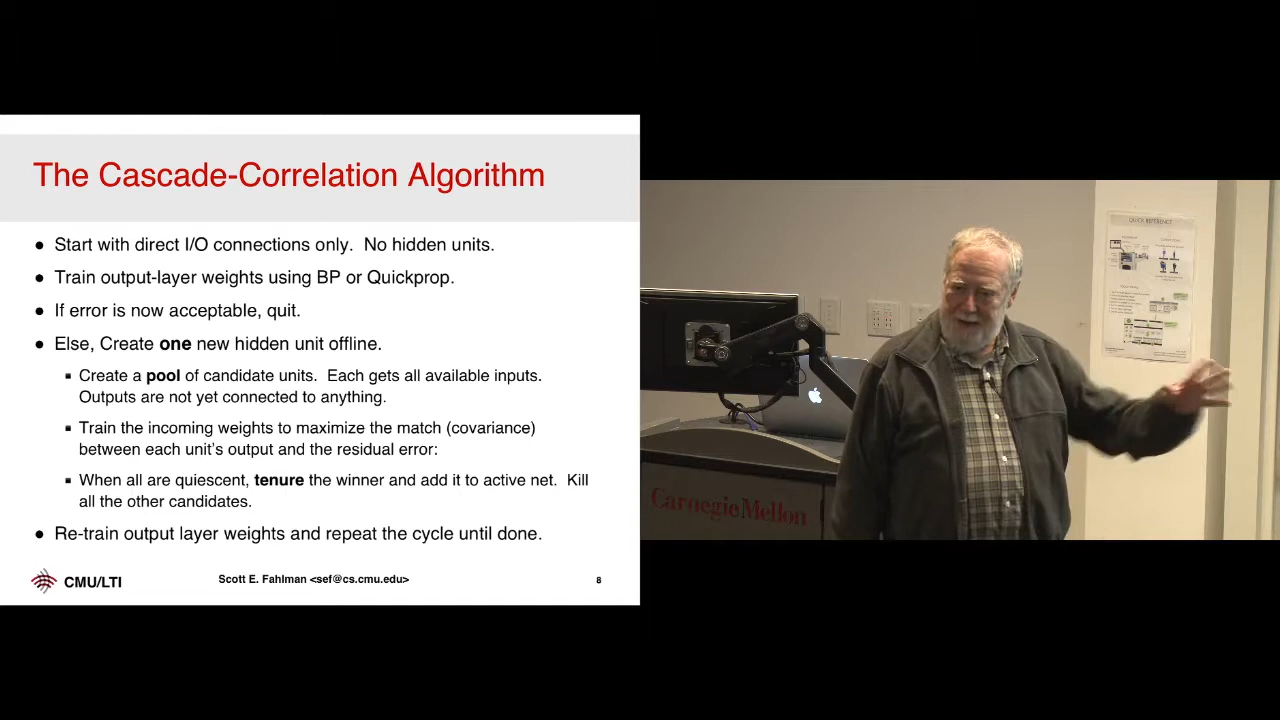 The Cascade-Correlation Algorithm
● Start with direct I/O connections only. No hidden units.
● Train output-layer weights using BP or Quickprop.
● If error is now acceptable, quit.
● Else, Create one new hidden unit offline.
▪ Create a pool of candidate units. Each gets all available inputs.
Outputs are not yet connected to anything.
▪ Train the incoming weights to maximize the match (covariance)
between each unit's output and the residual error:
▪ When all are quiescent, tenure the winner and add it to active net. Kill
all the other candidates.
● Re-train output layer weights and repeat the cycle until done.
CMU/LTI
Scott E. Fahlman <sef@cs.cmu.edu>
8
QUICK REFERENCE
Carnegie Mellon